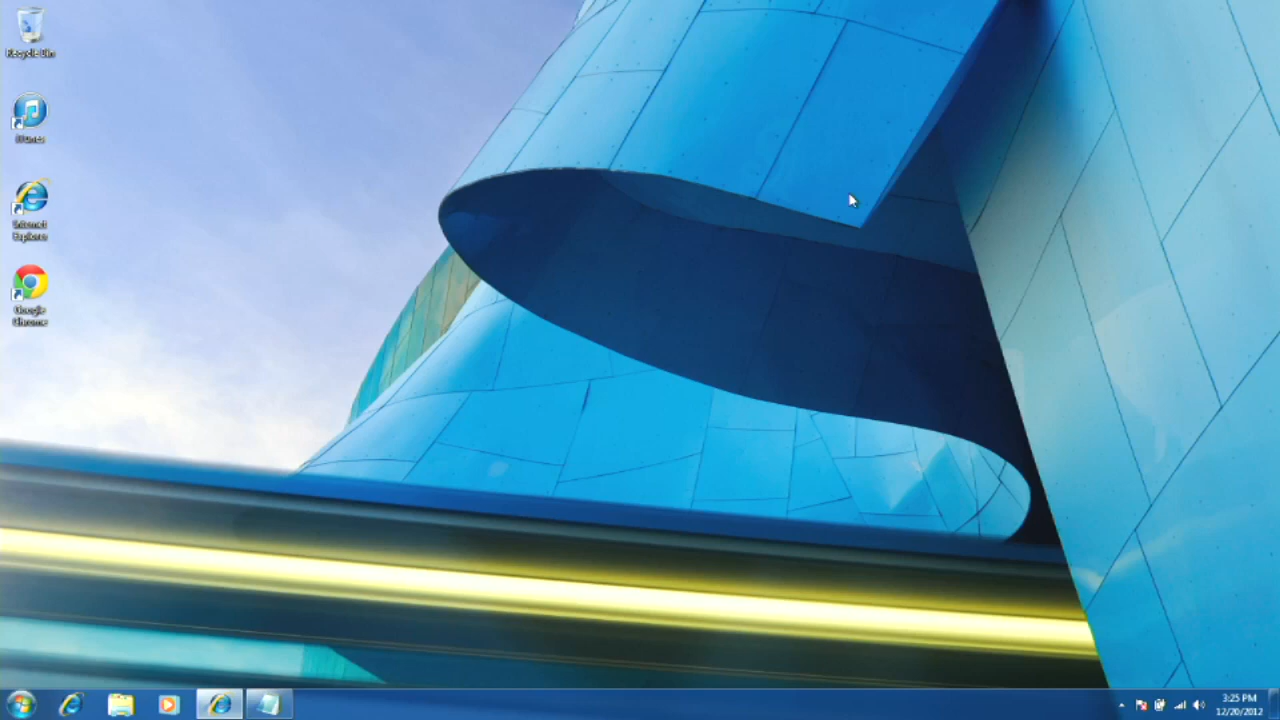 Recycle Bin
iTunes
Internet
Explorer
Google
Chrome
3:25 PM
12/20/2012